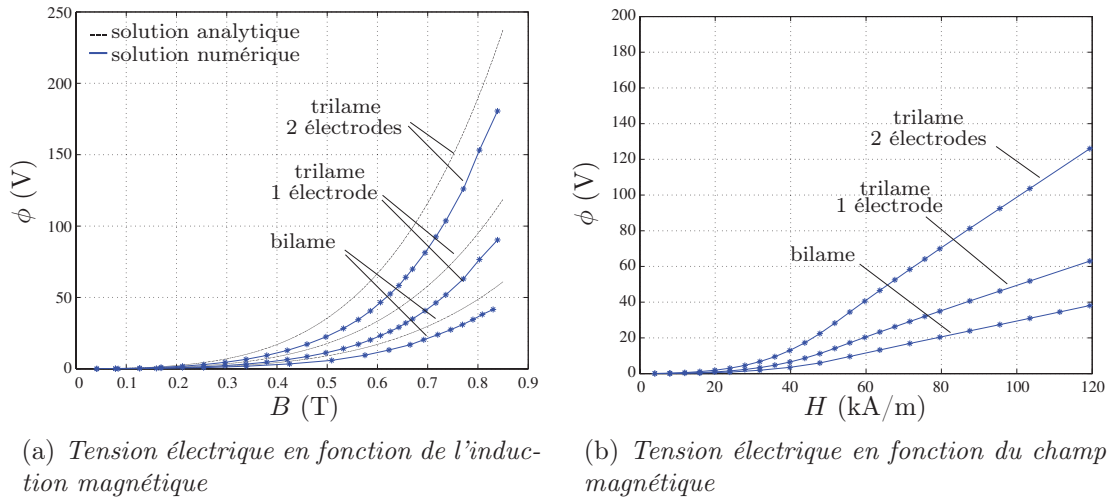 250
200
150
100
50
0
ϕ (V)
solution analytique
solution numérique
trilame
2 électrodes
trilame
1 électrode
bilame
0 0.1 0.2 0.3 0.4 0.5 0.6 0.7 0.8 0.9
B (T)
(a) Tension électrique en fonction de l'induc-
tion magnétique
200
180
160
140
120
100
80
60
40
20
0
ϕ (V)
trilame
2 électrodes
trilame
1 électrode
bilame
0 20 40 60 80 100 120
H (kA/m)
(b) Tension électrique en fonction du champ
magnétique